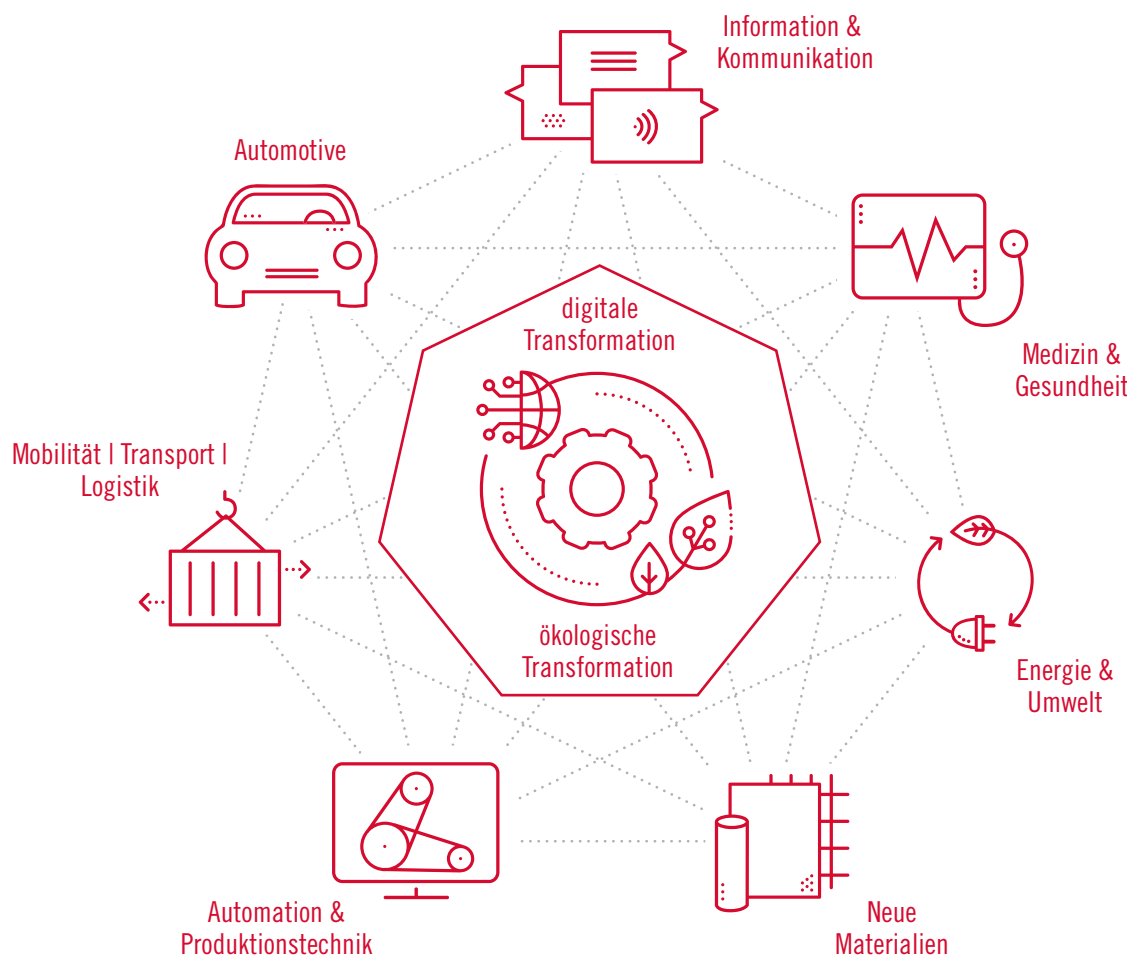 Information &
Kommunikation
Automotive
digitale
Transformation
Medizin &
Gesundheit
Mobilität | Transport |
Logistik
ökologische
Transformation
Energie &
Umwelt
Automation &
Produktionstechnik
Neue
Materialien